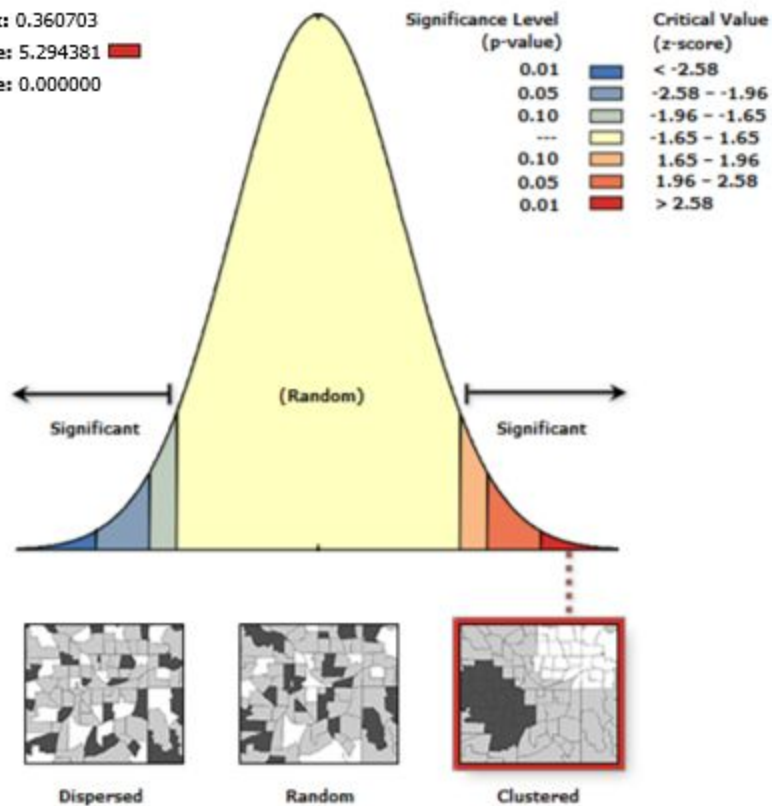 : 0.360703
e: 5.294381
e: 0.000000
Significance Level
(p-value)
Critical Value
(z-score)
0.01 < -2.58
0.05 -2.58 – -1.96
0.10 -1.96 – -1.65
--- -1.65 – 1.65
0.10 1.65 – 1.96
0.05 1.96 – 2.58
0.01 > 2.58
(Random)
Significant
Significant
Dispersed
Random
Clustered